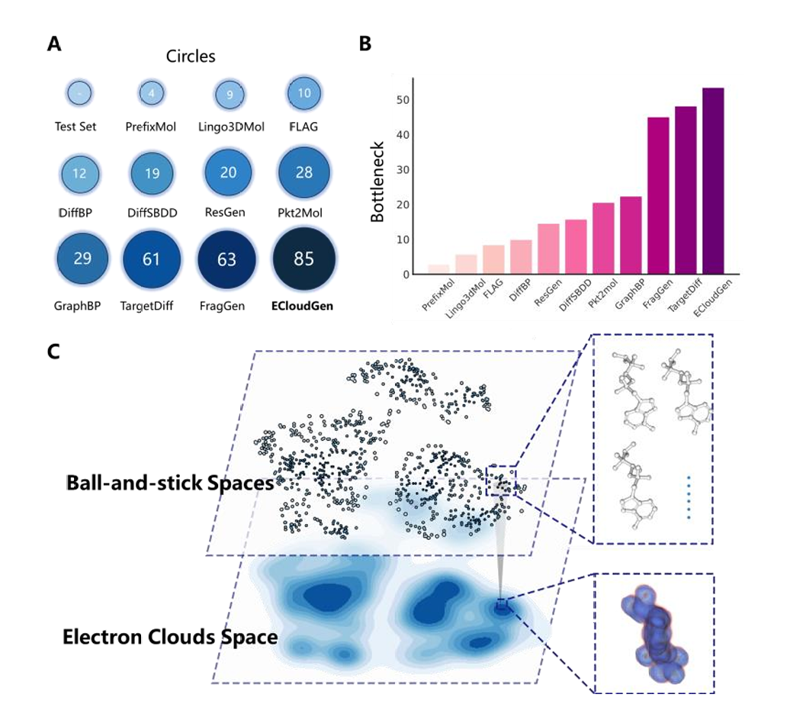 A
Circles
-
4
9
10
Test Set
PrefixMol
Lingo3DMol
FLAG
12
19
20
28
DiffBP
DiffSBDD
ResGen
Pkt2Mol
29
61
63
85
GraphBP
TargetDiff
FragGen
ECloudGen
B
Bottleneck
50
40
30
20
10
0
PrefixMol
Lingo3dMol
FLAG
DiffBP
ResGen
DiffSBDD
Pkt2mol
GraphBP
FragGen
TargetDiff
ECloudGen
C
Ball-and-stick Spaces
Electron Clouds Space